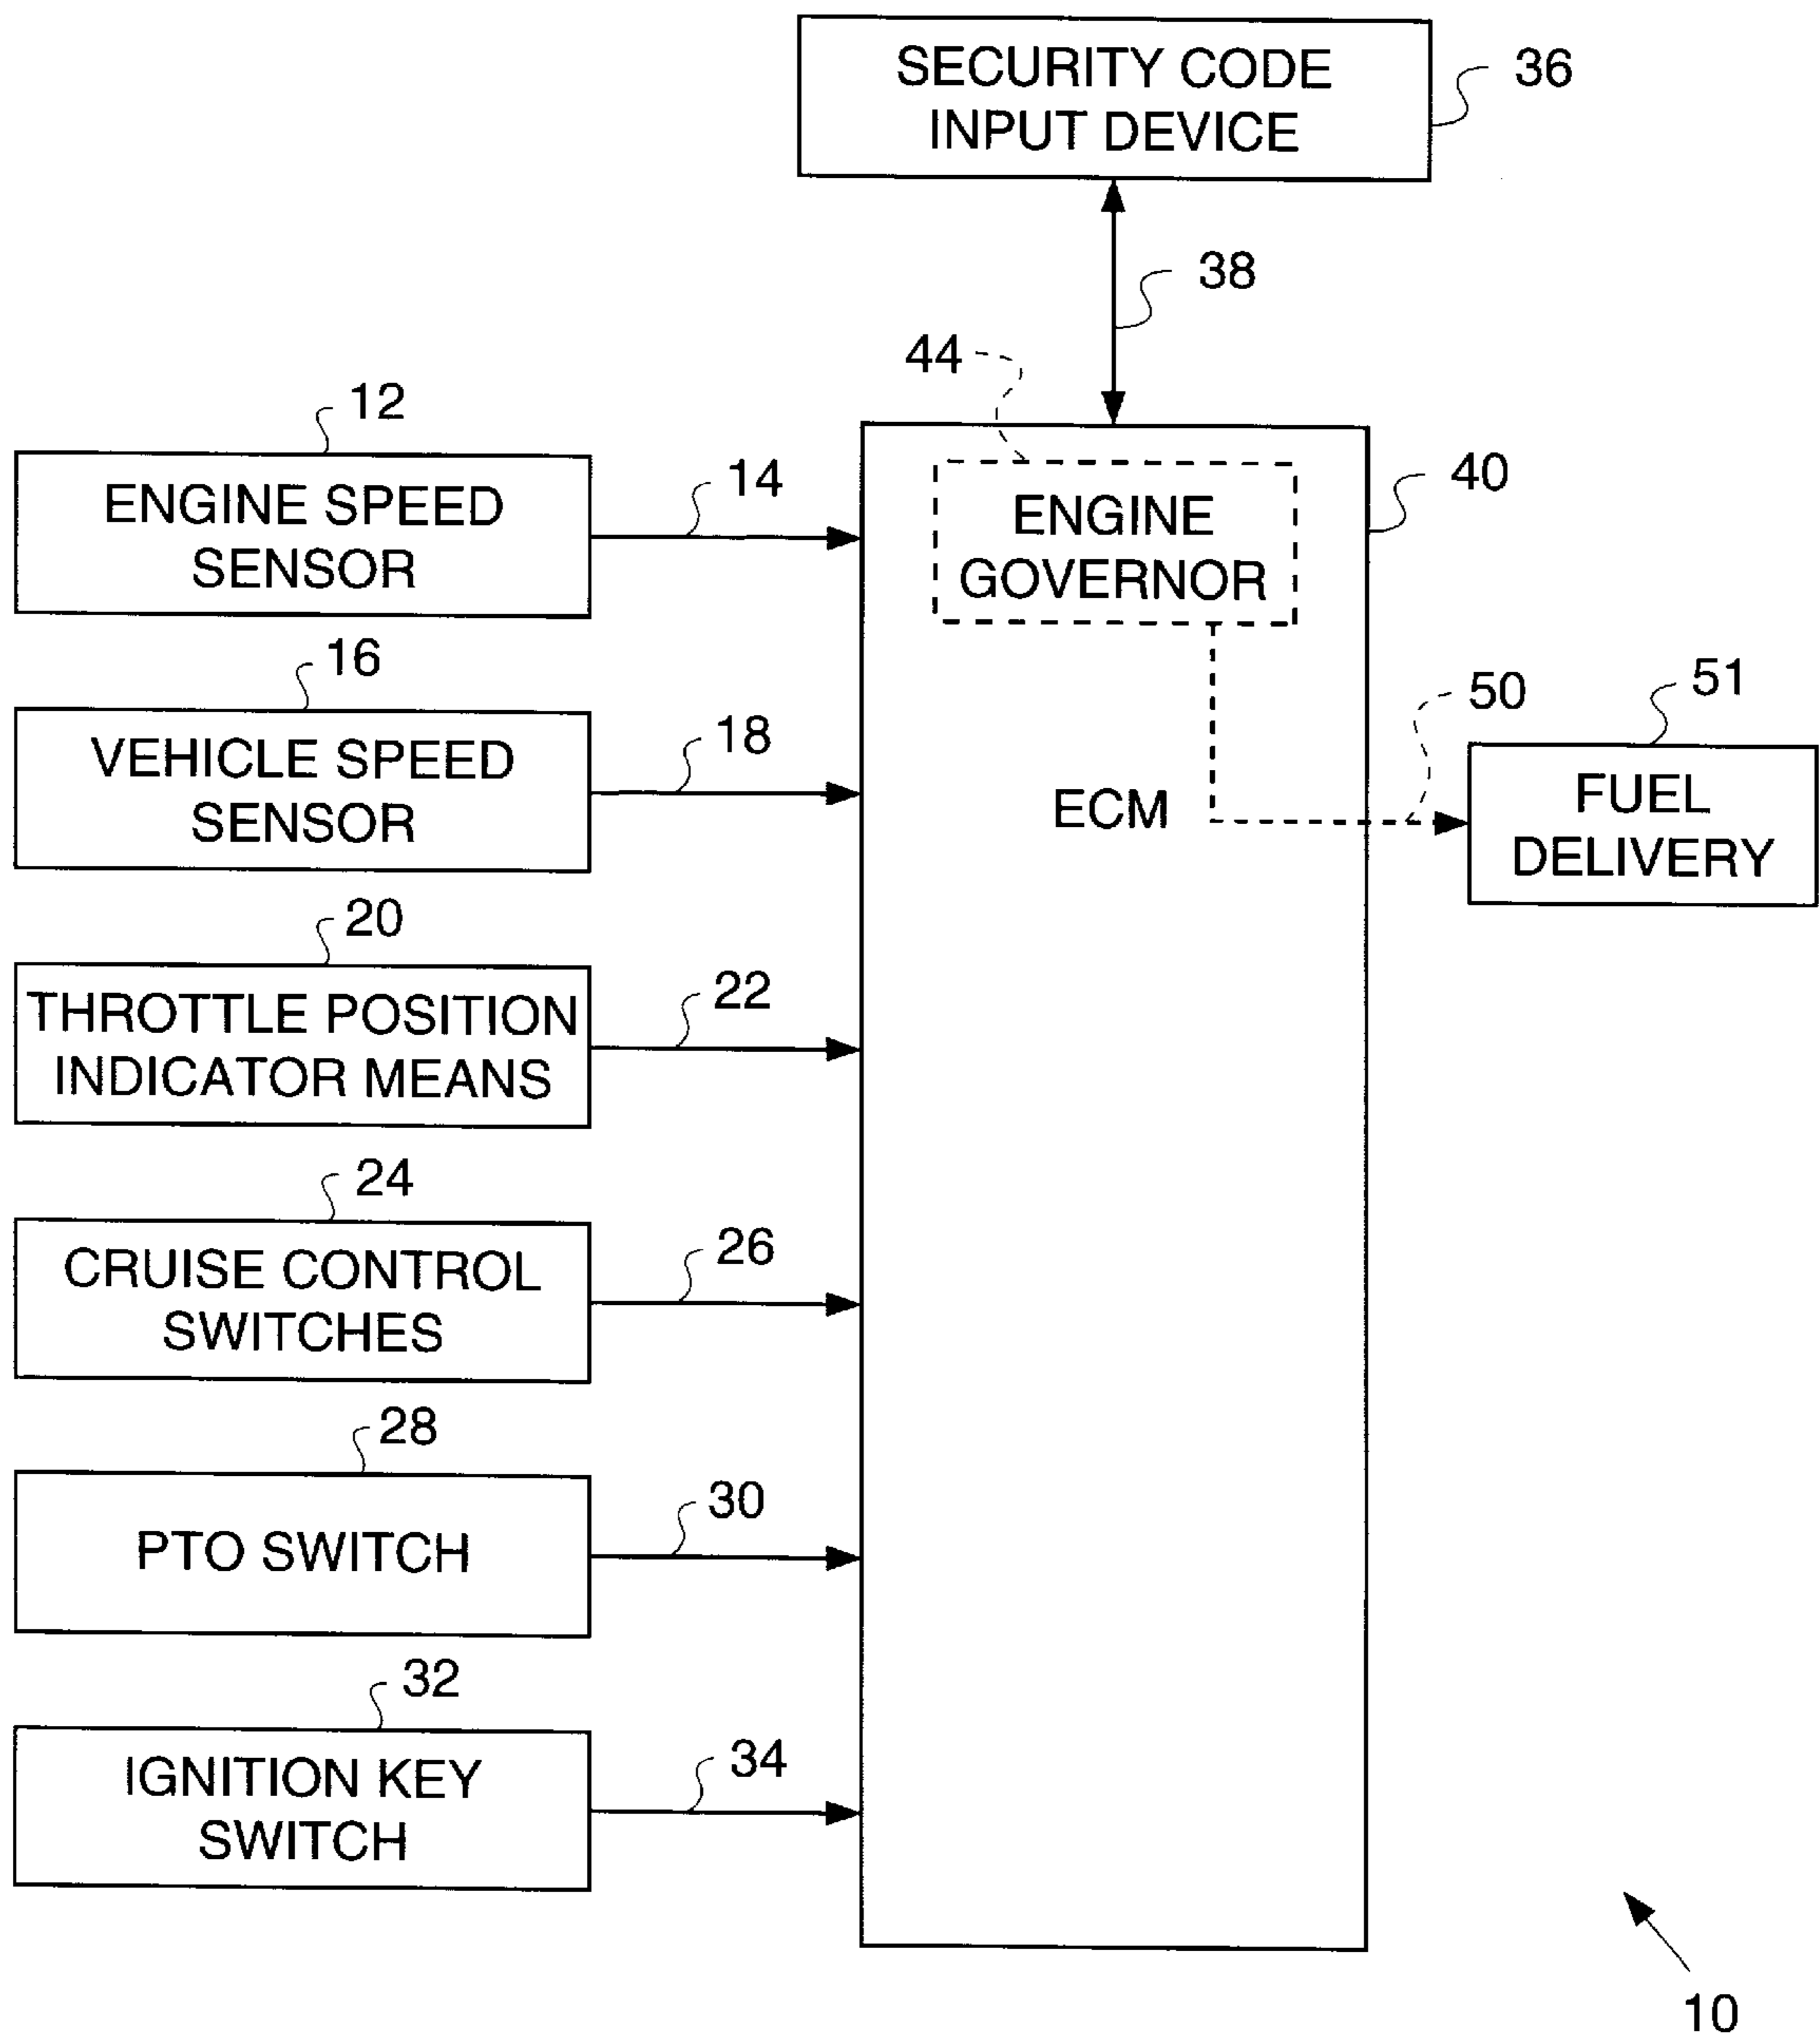 SECURITY CODE
INPUT DEVICE
36
38
44
12
ENGINE SPEED
SENSOR
14
ENGINE
GOVERNOR
40
16
VEHICLE SPEED
SENSOR
18
ECM
50
51
FUEL
DELIVERY
20
THROTTLE POSITION
INDICATOR MEANS
22
24
CRUISE CONTROL
SWITCHES
26
28
PTO SWITCH
30
32
IGNITION KEY
SWITCH
34
10